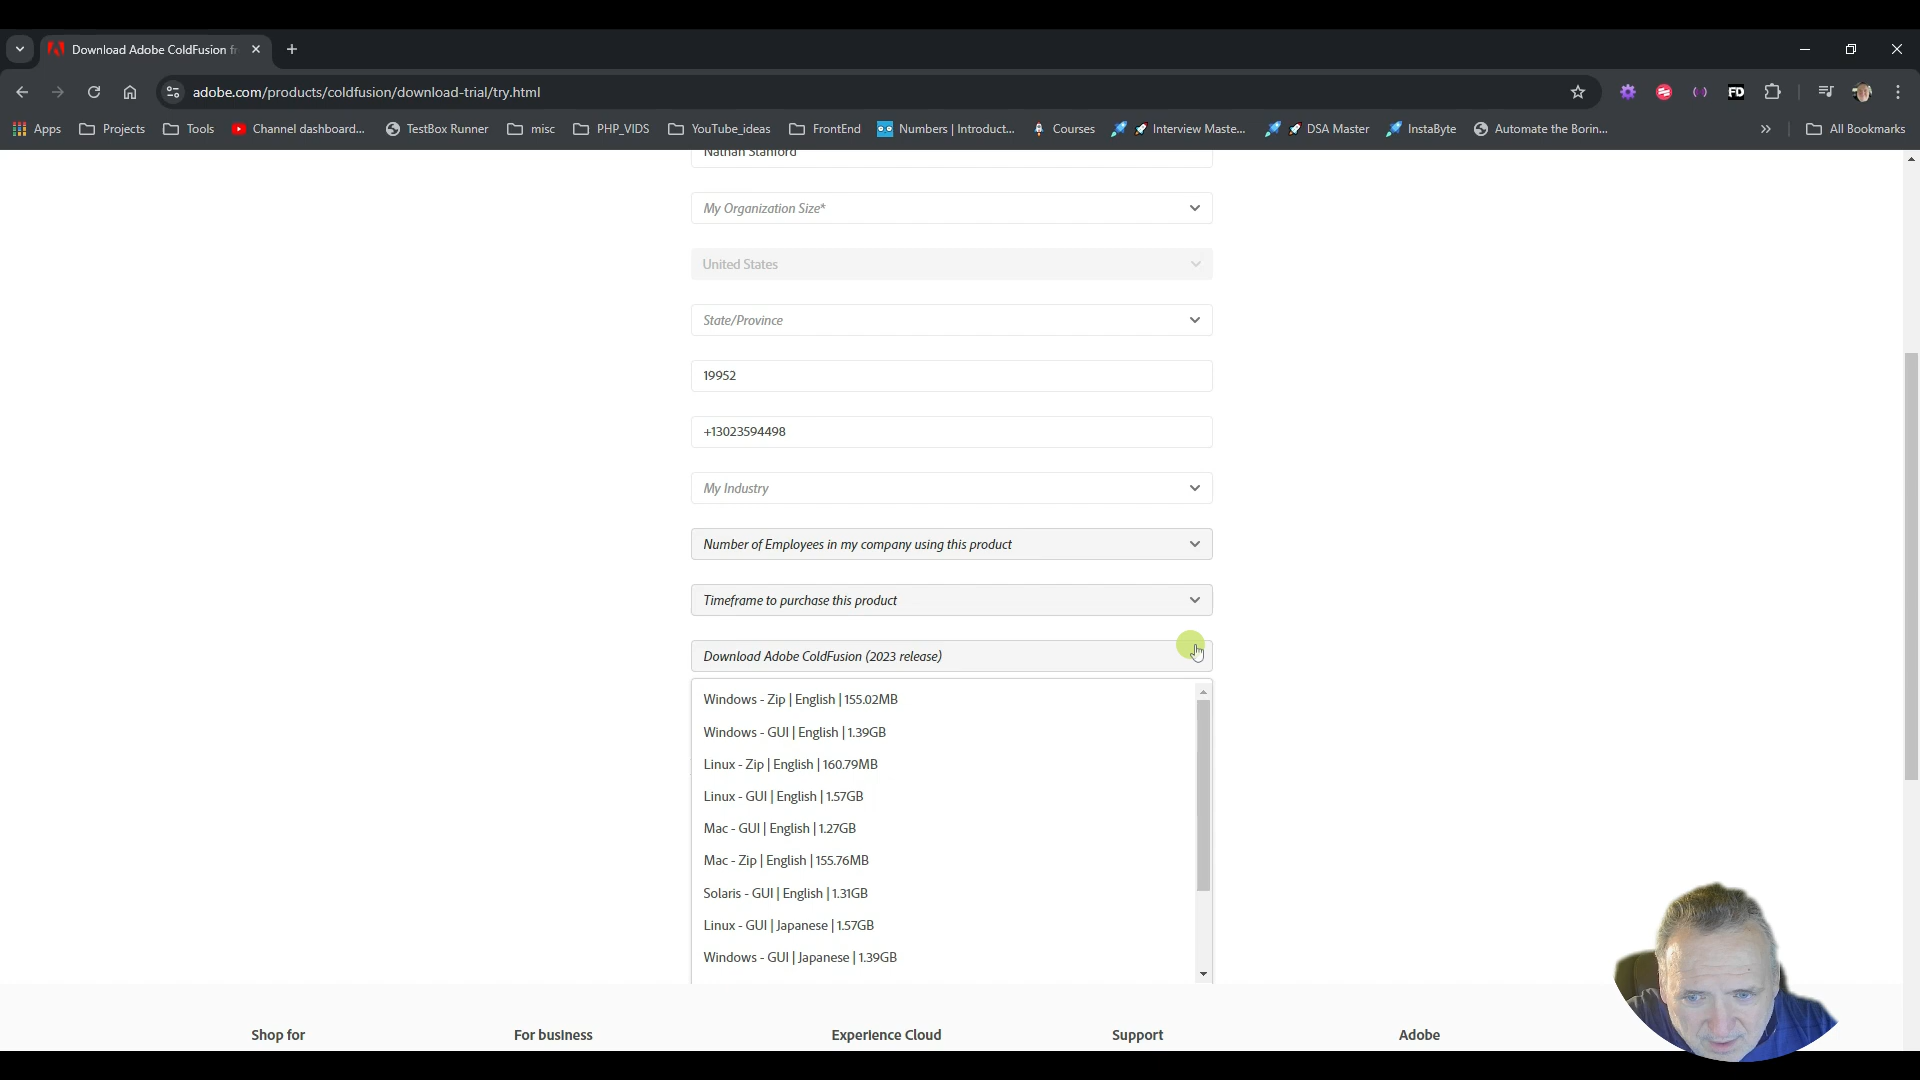 Download Adobe ColdFusion fr
adobe.com/products/coldfusion/download-trial/try.html
FD
Apps
Projects
Tools
Channel dashboard...
TestBox Runner
misc
PHP_VIDS
YouTube_ideas
FrontEnd
Numbers | Introduct...
Courses
Interview Maste...
DSA Master
InstaByte
Automate the Borin...
All Bookmarks
Nathan Stanford
My Organization Size*
United States
State/Province
19952
+13023594498
My Industry
Number of Employees in my company using this product
Timeframe to purchase this product
Download Adobe ColdFusion (2023 release)
Windows - Zip | English | 155.02MB
Windows - GUI | English | 1.39GB
Linux - Zip | English | 160.79MB
Linux - GUI | English | 1.57GB
Mac - GUI | English | 1.27GB
Mac - Zip | English | 155.76MB
Solaris - GUI | English | 1.31GB
Linux - GUI | Japanese | 1.57GB
Windows - GUI | Japanese | 1.39GB
Shop for
For business
Experience Cloud
Support
Adobe